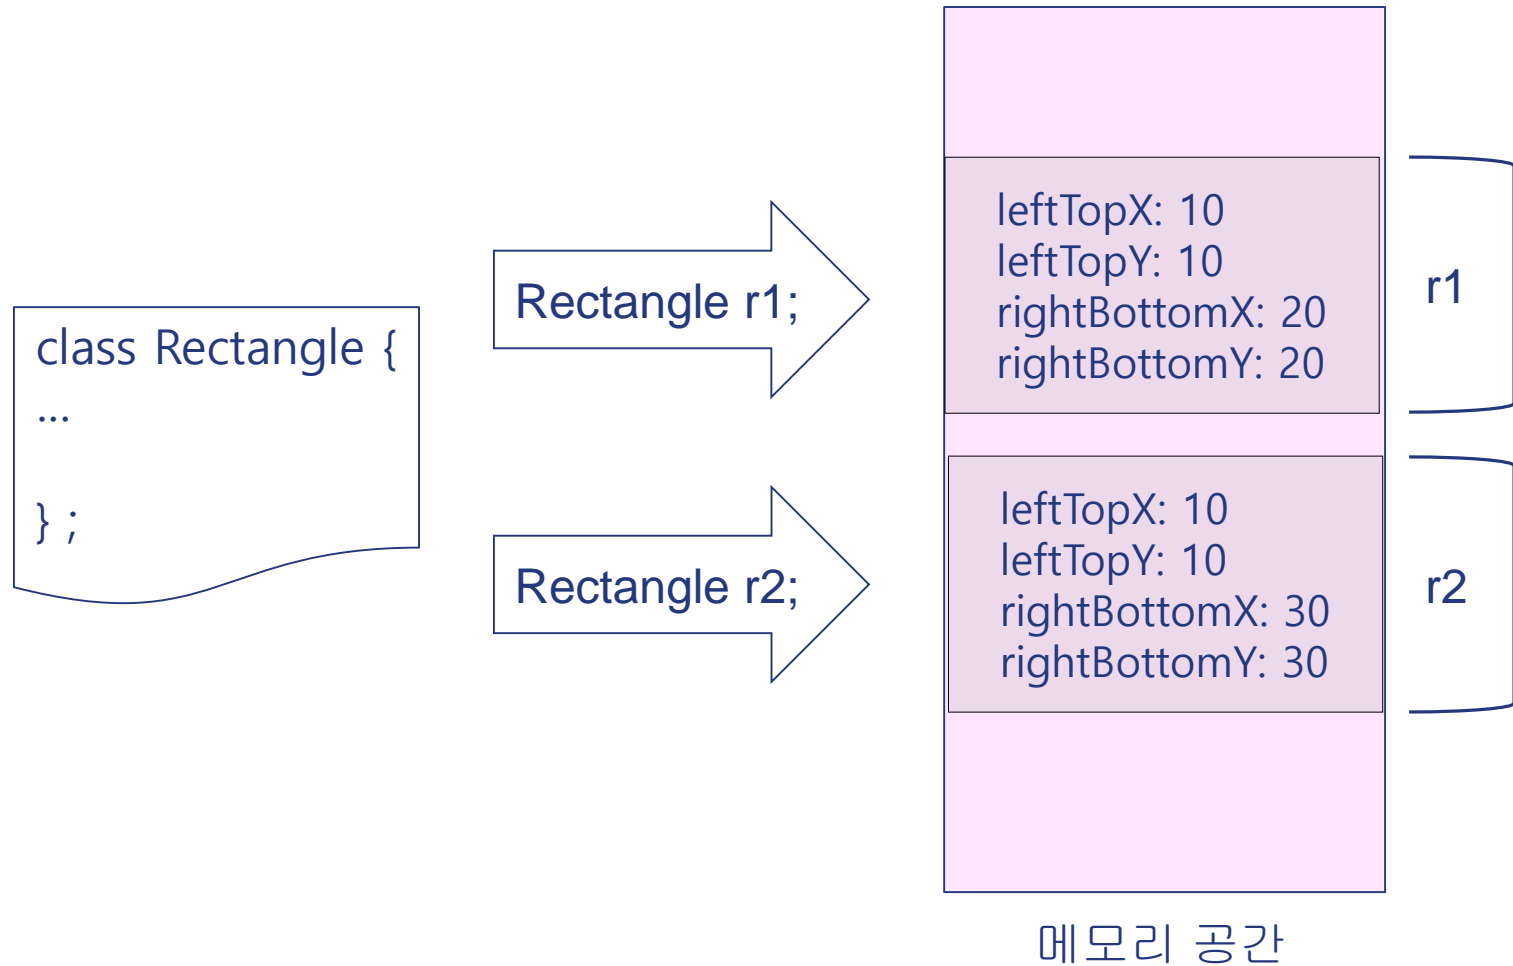 class Rectangle {
...
} ;
Rectangle r1;
Rectangle r2;
leftTopX: 10
leftTopY: 10
rightBottomX: 20
rightBottomY: 20
r1
leftTopX: 10
leftTopY: 10
rightBottomX: 30
rightBottomY: 30
r2
메모리 공간